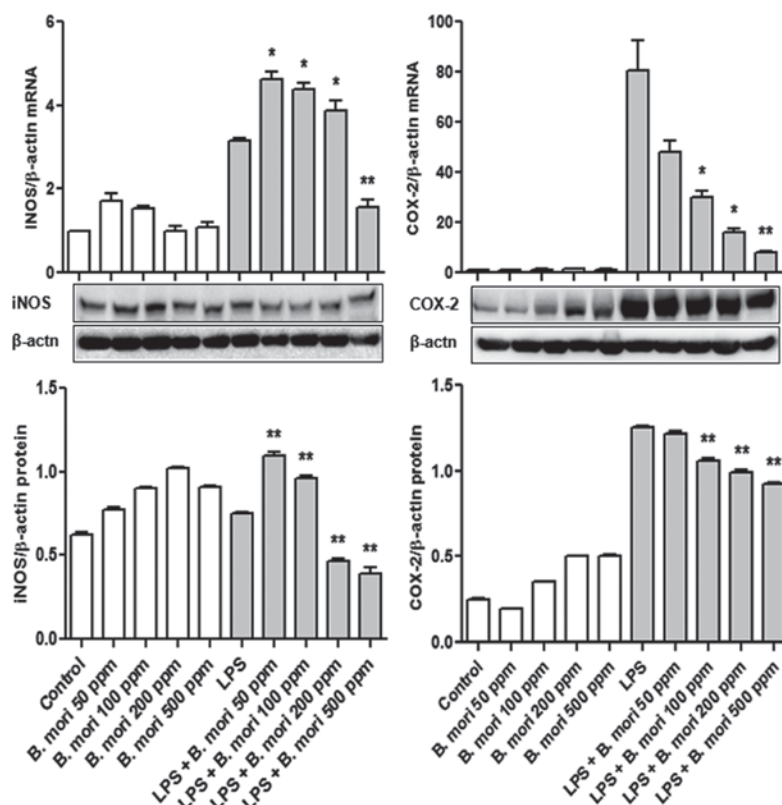 iNOS/β-actin mRNA
6
4
2
0
*
*
*
**
COX-2/β-actin mRNA
100
80
60
40
20
0
*
*
**
iNOS
β-actn
COX-2
β-actn
iNOS/β-actin protein
1.5
1.0
0.5
0.0
**
**
**
**
Control
B. mori 50 ppm
B. mori 100 ppm
B. mori 200 ppm
B. mori 500 ppm
LPS
LPS + B. mori 50 ppm
LPS + B. mori 100 ppm
LPS + B. mori 200 ppm
LPS + B. mori 500 ppm
COX-2/β-actin protein
1.5
1.0
0.5
0.0
**
**
**
Control
B. mori 50 ppm
B. mori 100 ppm
B. mori 200 ppm
B. mori 500 ppm
LPS
LPS + B. mori 50 ppm
LPS + B. mori 100 ppm
LPS + B. mori 200 ppm
LPS + B. mori 500 ppm